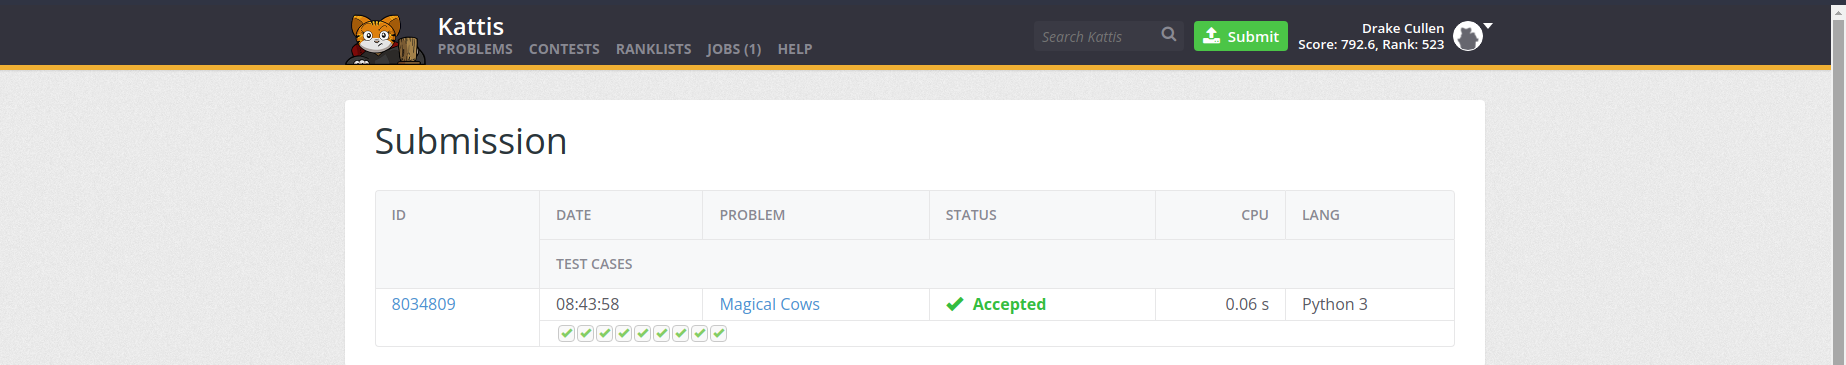 Kattis
PROBLEMS CONTESTS RANKLISTS JOBS (1) HELP
Search Kattis
Submit
Drake Cullen
Score: 792.6, Rank: 523
Submission
ID DATE PROBLEM STATUS CPU LANG
TEST CASES
8034809 08:43:58 Magical Cows Accepted 0.06 s Python 3